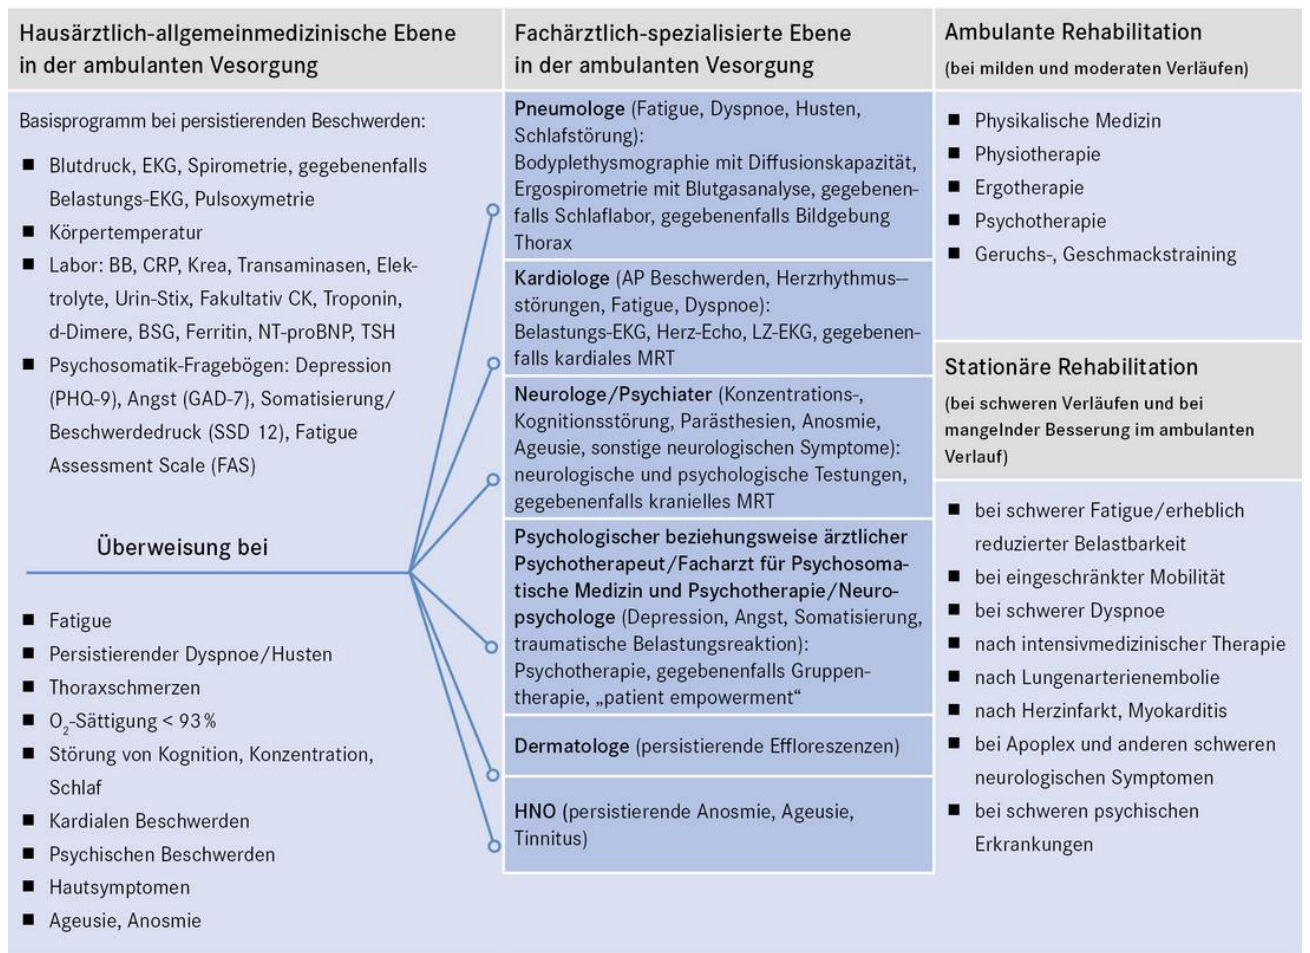 Hausärztlich-allgemeinmedizinische Ebene
in der ambulanten Vesorgung
Basisprogramm bei persistierenden Beschwerden:
■ Blutdruck, EKG, Spirometrie, gegebenenfalls
Belastungs-EKG, Pulsoxymetrie
■ Körpertemperatur
■ Labor: BB, CRP, Krea, Transaminasen, Elek-
trolyte, Urin-Stix, Fakultativ CK, Troponin,
d-Dimere, BSG, Ferritin, NT-proBNP, TSH
■ Psychosomatik-Fragebögen: Depression
(PHQ-9), Angst (GAD-7), Somatisierung/
Beschwerdedruck (SSD 12), Fatigue
Assessment Scale (FAS)
Überweisung bei
■ Fatigue
■ Persistierender Dyspnoe/Husten
■ Thoraxschmerzen
■ O₂-Sättigung < 93 %
■ Störung von Kognition, Konzentration,
Schlaf
■ Kardialen Beschwerden
■ Psychischen Beschwerden
■ Hautsymptomen
■ Ageusie, Anosmie
Fachärztlich-spezialisierte Ebene
in der ambulanten Vesorgung
Pneumologe (Fatigue, Dyspnoe, Husten,
Schlafstörung):
Bodyplethysmographie mit Diffusionskapazität,
Ergospirometrie mit Blutgasanalyse, gegebenen-
falls Schlaflabor, gegebenenfalls Bildgebung
Thorax
Kardiologe (AP Beschwerden, Herzrhythmus--
störungen, Fatigue, Dyspnoe):
Belastungs-EKG, Herz-Echo, LZ-EKG, gegebenen-
falls kardiales MRT
Neurologe/Psychiater (Konzentrations-,
Kognitionsstörung, Parästhesien, Anosmie,
Ageusie, sonstige neurologischen Symptome):
neurologische und psychologische Testungen,
gegebenenfalls kranielles MRT
Psychologischer beziehungsweise ärztlicher
Psychotherapeut/Facharzt für Psychosoma-
tische Medizin und Psychotherapie/Neuro-
psychologe (Depression, Angst, Somatisierung,
traumatische Belastungsreaktion):
Psychotherapie, gegebenenfalls Gruppen-
therapie, „patient empowerment“
Dermatologe (persistierende Effloreszenzen)
HNO (persistierende Anosmie, Ageusie,
Tinnitus)
Ambulante Rehabilitation
(bei milden und moderaten Verläufen)
■ Physikalische Medizin
■ Physiotherapie
■ Ergotherapie
■ Psychotherapie
■ Geruchs-, Geschmackstraining
Stationäre Rehabilitation
(bei schweren Verläufen und bei
mangelnder Besserung im ambulanten
Verlauf)
■ bei schwerer Fatigue/erheblich
reduzierter Belastbarkeit
■ bei eingeschränkter Mobilität
■ bei schwerer Dyspnoe
■ nach intensivmedizinischer Therapie
■ nach Lungenarterienembolie
■ nach Herzinfarkt, Myokarditis
■ bei Apoplex und anderen schweren
neurologischen Symptomen
■ bei schweren psychischen
Erkrankungen